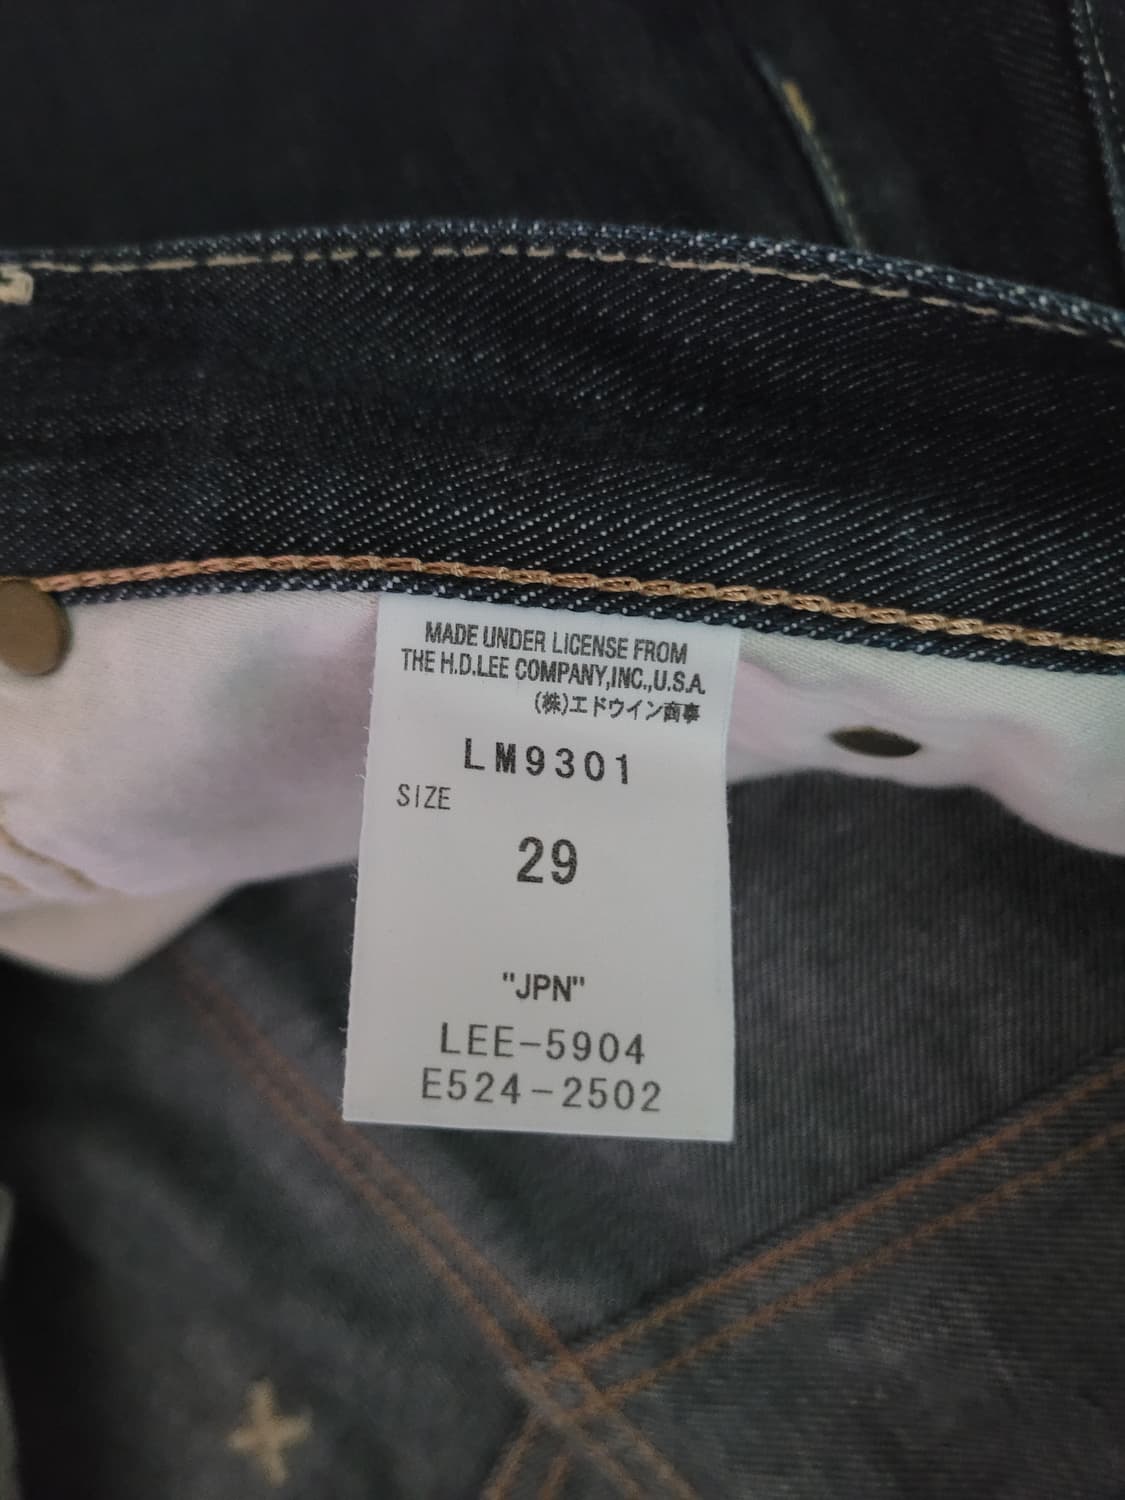 MADE UNDER LICENSE FROM
THE H.D.LEE COMPANY,INC.,U.S.A.
(株)エドウイン商事
LM9301
SIZE
29
"JPN"
LEE-5904
E524-2502